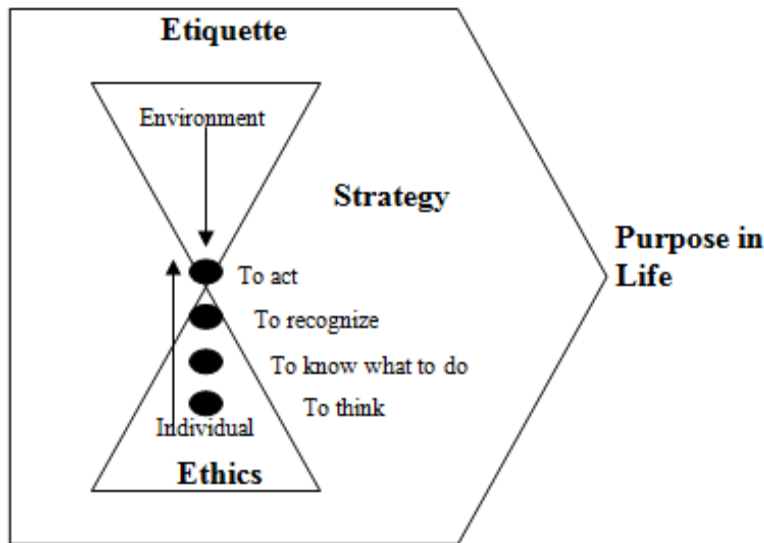 Etiquette
Environment
Strategy
Purpose in
Life
To act
To recognize
To know what to do
To think
Individual
Ethics